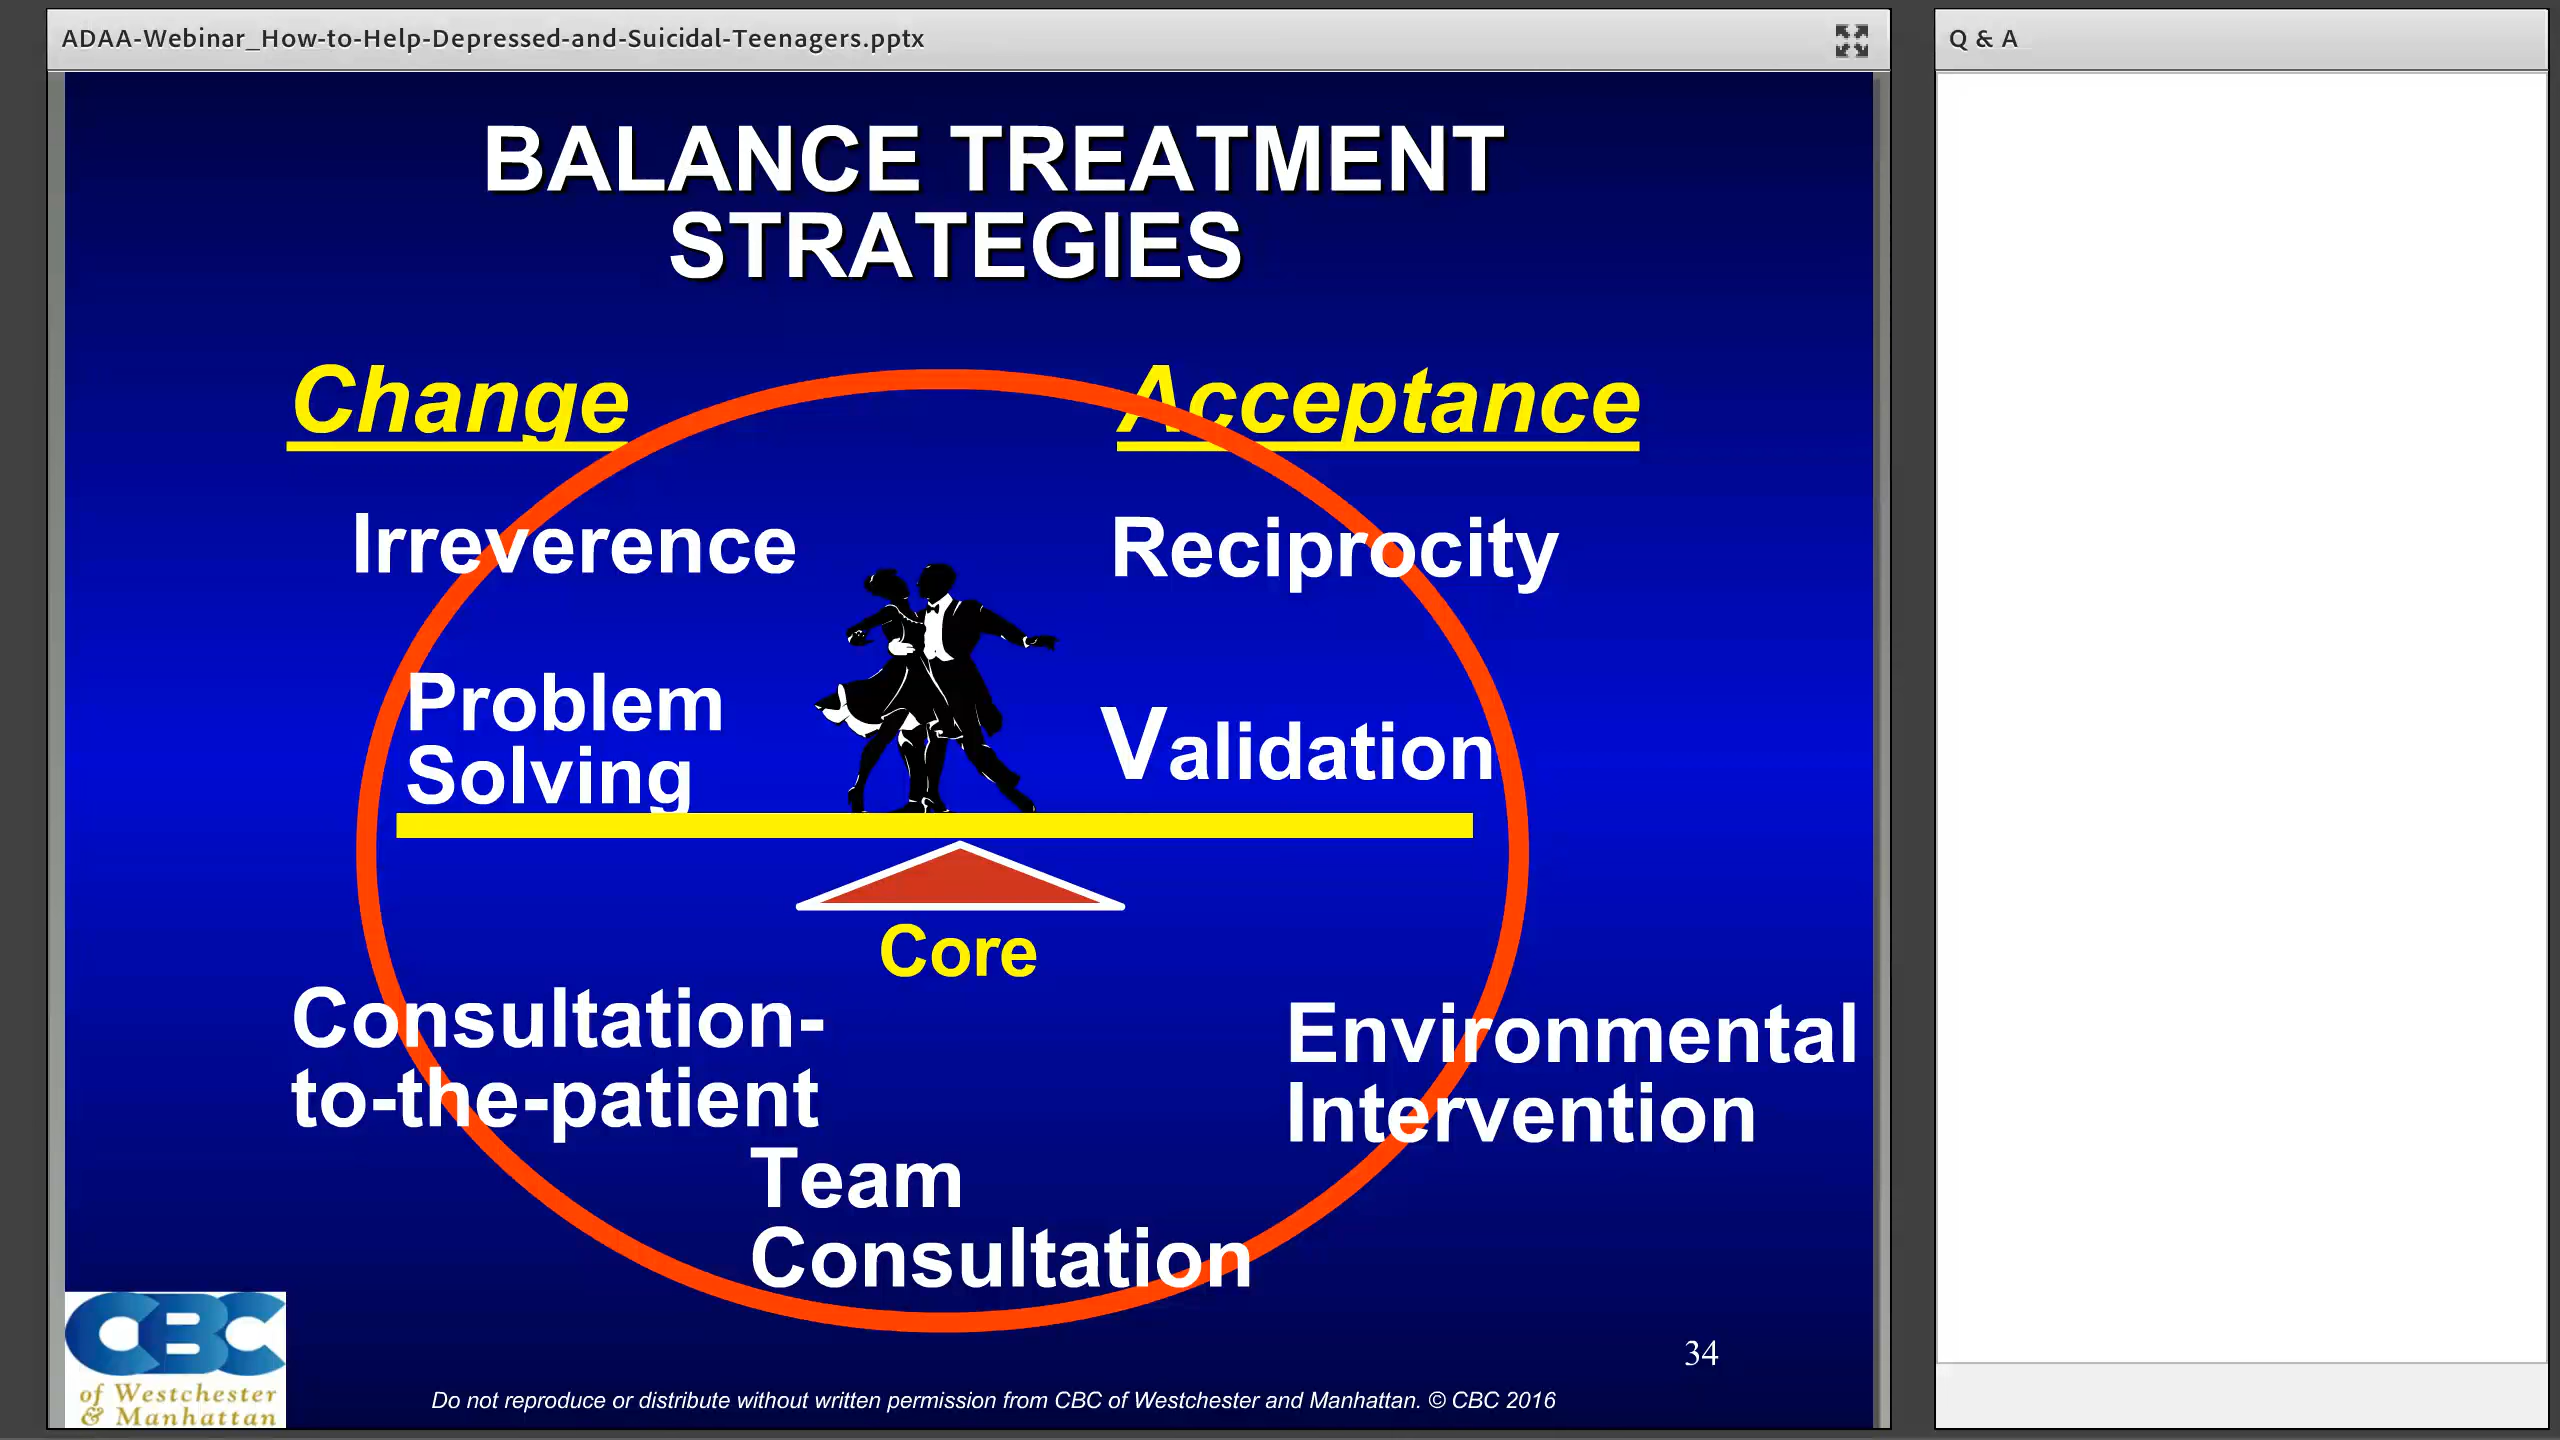 ADAA-Webinar_How-to-Help-Depressed-and-Suicidal-Teenagers.pptx
Q & A
BALANCE TREATMENT
STRATEGIES
Change
Acceptance
Irreverence
Reciprocity
Problem
Solving
Validation
Core
Consultation-
to-the-patient
Environmental
Intervention
Team
Consultation
CBC
of Westchester
& Manhattan
34
Do not reproduce or distribute without written permission from CBC of Westchester and Manhattan. © CBC 2016